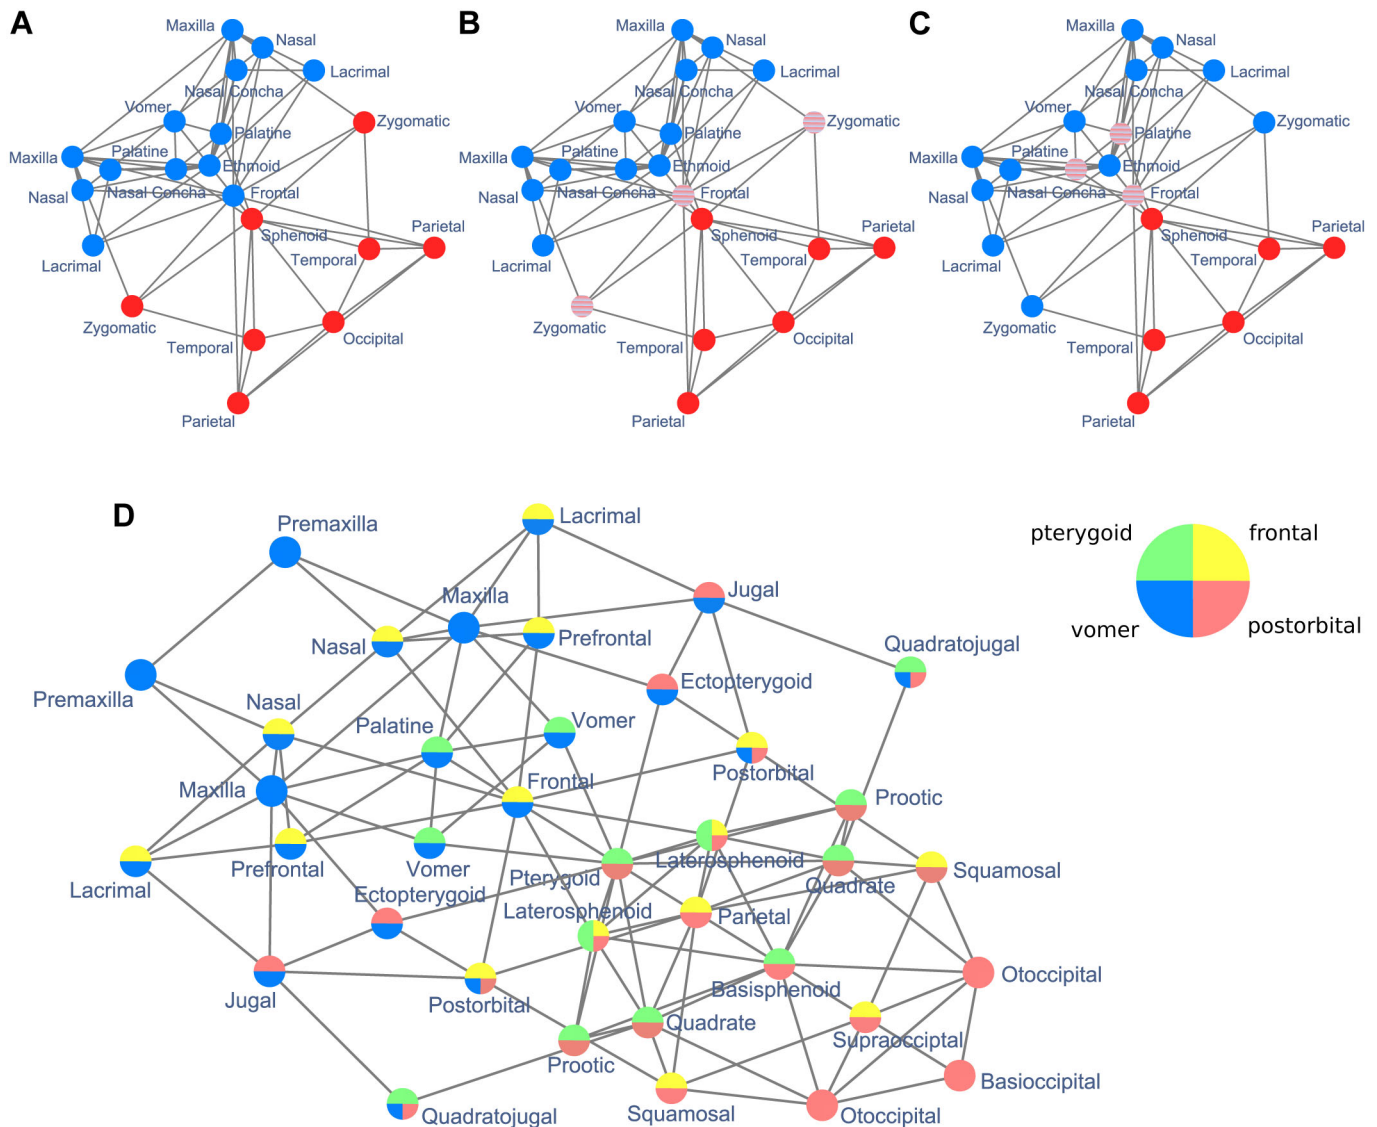 A
Maxilla
Nasal
Lacrimal
Nasal Concha
Vomer
Zygomatic
Palatine
Maxilla
Palatine
Ethmoid
Nasal
Nasal Concha
Frontal
Sphenoid
Parietal
Lacrimal
Temporal
Zygomatic
Temporal
Occipital
Parietal
B
Maxilla
Nasal
Lacrimal
Nasal Concha
Vomer
Zygomatic
Palatine
Maxilla
Palatine
Ethmoid
Nasal
Nasal Concha
Frontal
Sphenoid
Parietal
Lacrimal
Temporal
Zygomatic
Temporal
Occipital
Parietal
C
Maxilla
Nasal
Lacrimal
Nasal Concha
Vomer
Zygomatic
Palatine
Maxilla
Palatine
Ethmoid
Nasal
Nasal Concha
Frontal
Sphenoid
Parietal
Lacrimal
Temporal
Zygomatic
Temporal
Occipital
Parietal
D
Premaxilla
Lacrimal
Maxilla
Jugal
Nasal
Prefrontal
Quadratojugal
Premaxilla
Ectopterygoid
Nasal
Palatine
Vomer
Postorbital
Maxilla
Frontal
Prootic
Lacrimal
Prefrontal
Vomer
Laterosphenoid
Squamosal
Ectopterygoid
Pterygoid
Quadrate
Laterosphenoid
Parietal
Otoccipital
Jugal
Postorbital
Basisphenoid
Quadrate
Supraocciptal
Prootic
Basioccipital
Quadratojugal
Squamosal
Otoccipital
pterygoid
frontal
vomer
postorbital